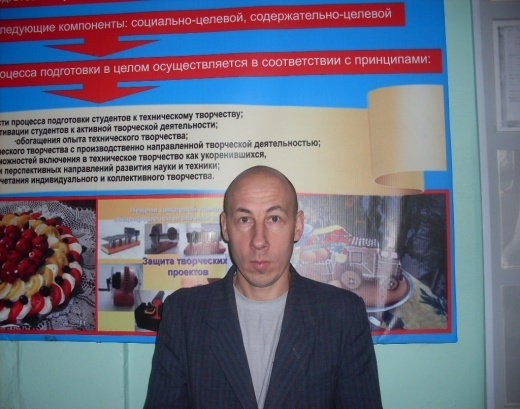 следующие компоненты: социально-целевой, содержательно-целевой
процесса подготовки в целом осуществляется в соответствии с принципами:
сти процесса подготовки студентов к техническому творчеству;
тивации студентов к активной творческой деятельности;
обогащения опыта технического творчества;
ческого творчества с производственно направленной творческой деятельностью;
можностей включения в техническое творчество как укоренившихся,
и перспективных направлений развития науки и техники;
четания индивидуального и коллективного творчества.
Защита творческих
проектов